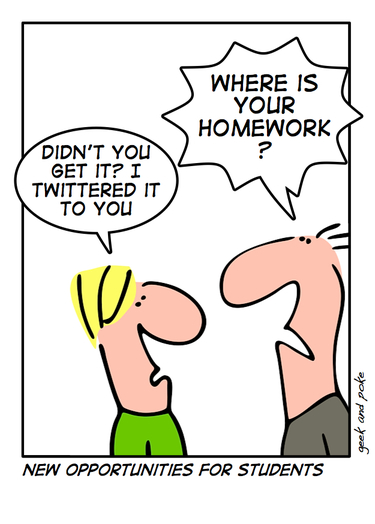 WHERE IS
YOUR
HOMEWORK
?
DIDN'T YOU
GET IT? I
TWITTERED IT
TO YOU
geek and poke
NEW OPPORTUNITIES FOR STUDENTS